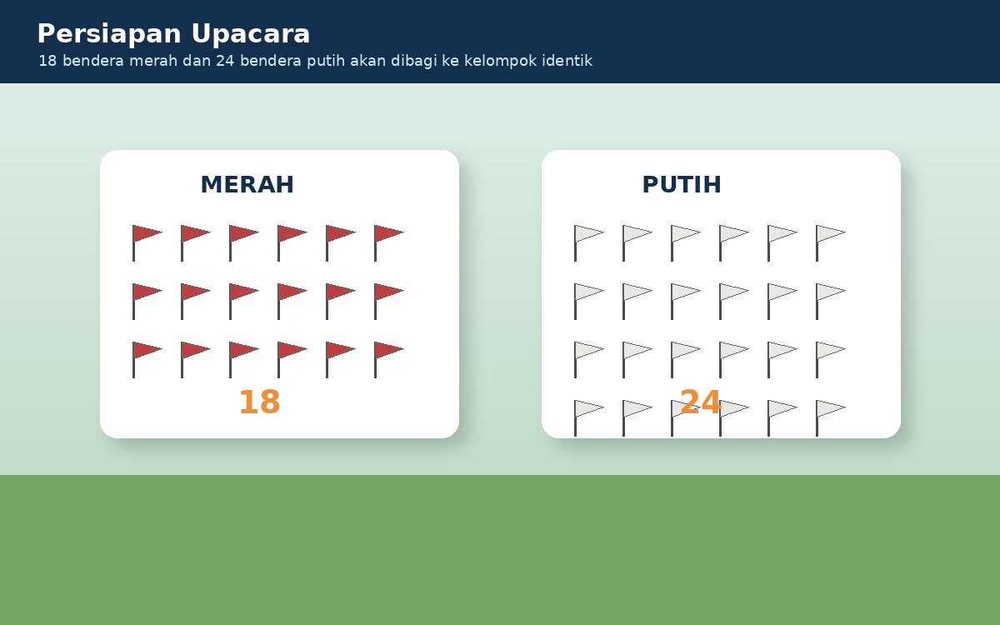 Persiapan Upacara
18 bendera merah dan 24 bendera putih akan dibagi ke kelompok identik
MERAH
PUTIH
18
24